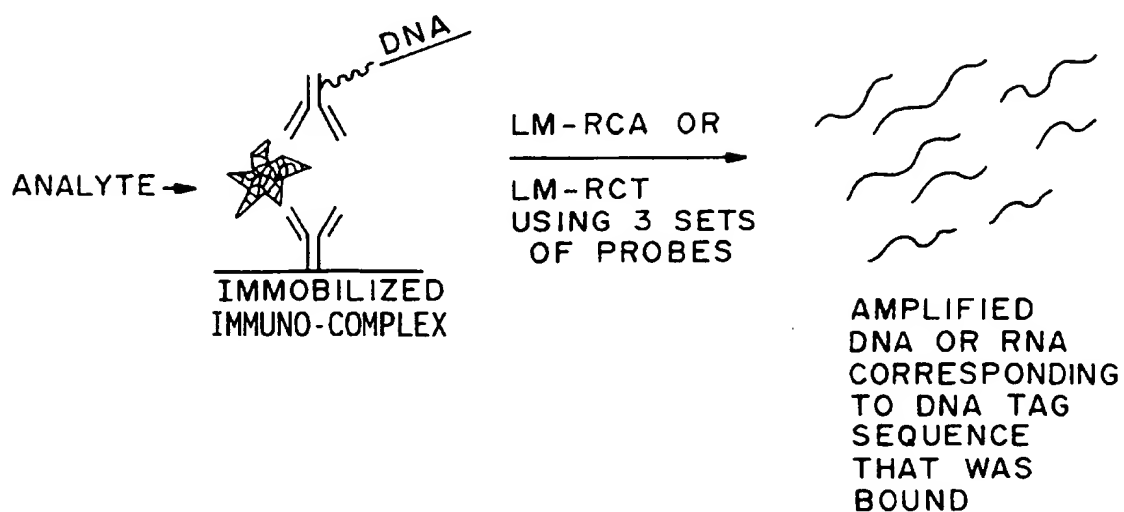 DNA
ANALYTE
IMMOBILIZED
IMMUNO-COMPLEX
LM-RCA OR
LM-RCT
USING 3 SETS
OF PROBES
AMPLIFIED
DNA OR RNA
CORRESPONDING
TO DNA TAG
SEQUENCE
THAT WAS
BOUND